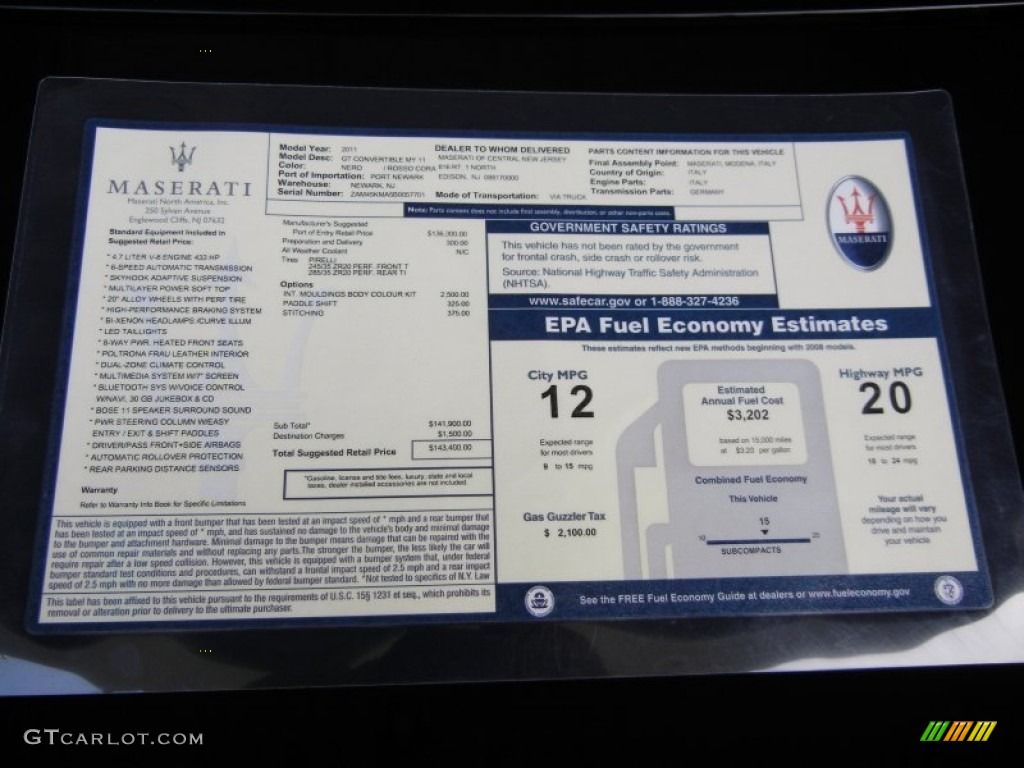 MASERATI
Maserati North America, Inc.
250 Sylvan Avenue
Englewood Cliffs, NJ 07632
Standard Equipment Included in
Suggested Retail Price:
* 4.7 LITER V-8 ENGINE 433 HP
* 6-SPEED AUTOMATIC TRANSMISSION
* SKYHOOK ADAPTIVE SUSPENSION
* MULTILAYER POWER SOFT TOP
* 20" ALLOY WHEELS WITH PERF TIRE
* HIGH-PERFORMANCE BRAKING SYSTEM
* BI-XENON HEADLAMPS /CURVE ILLUM
* LED TAILLIGHTS
* 8-WAY PWR. HEATED FRONT SEATS
* POLTRONA FRAU LEATHER INTERIOR
* DUAL-ZONE CLIMATE CONTROL
* MULTIMEDIA SYSTEM W/7" SCREEN
* BLUETOOTH SYS W/VOICE CONTROL
W/NAVI, 30 GB JUKEBOX & CD
* BOSE 11 SPEAKER SURROUND SOUND
* PWR STEERING COLUMN W/EASY
ENTRY / EXIT & SHIFT PADDLES
* DRIVER/PASS FRONT+SIDE AIRBAGS
* AUTOMATIC ROLLOVER PROTECTION
* REAR PARKING DISTANCE SENSORS
Warranty
Refer to Warranty Info Book for Specific Limitations
Model Year: 2011
Model Desc: GT CONVERTIBLE MY 11
Color: NERO / ROSSO CORA
Port of Importation: PORT NEWARK
Warehouse: NEWARK, NJ
Serial Number:
DEALER TO WHOM DELIVERED
MASERATI OF CENTRAL NEW JERSEY
1 NORTH
EDISON, NJ
Mode of Transportation: VIA TRUCK
PARTS CONTENT INFORMATION FOR THIS VEHICLE
Final Assembly Point: MASERATI, MODENA, ITALY
Country of Origin: ITALY
Engine Parts: ITALY
Transmission Parts: GERMANY
Note: Parts content does not include final assembly, distribution, or other non-parts costs.
Manufacturer's Suggested
Port of Entry Retail Price $136,300.00
Preparation and Delivery 300.00
All Weather Coolant N/C
Tires PIRELLI
245/35 ZR20 PERF. FRONT T
285/35 ZR20 PERF. REAR TI
Options
INT. MOULDINGS BODY COLOUR KIT 2,500.00
PADDLE SHIFT 325.00
STITCHING 375.00
Sub Total* $141,900.00
Destination Charges $1,500.00
Total Suggested Retail Price $143,400.00
*Gasoline, license and title fees, luxury, state and local
taxes, dealer installed accessories are not included.
This vehicle is equipped with a front bumper that has been tested at an impact speed of * mph and a rear bumper that
has been tested at an impact speed of * mph, and has sustained no damage to the vehicle's body and minimal damage
to the bumper and attachment hardware. Minimal damage to the bumper means damage that can be repaired with the
use of common repair materials and without replacing any parts.The stronger the bumper, the less likely the car will
require repair after a low speed collision. However, this vehicle is equipped with a bumper system that, under federal
bumper standard test conditions and procedures, can withstand a frontal impact speed of 2.5 mph and a rear impact
speed of 2.5 mph with no more damage than allowed by federal bumper standard. *Not tested to specifics of N.Y. Law
This label has been affixed to this vehicle pursuant to the requirements of U.S.C. 15§ 1231 et seq., which prohibits its
removal or alteration prior to delivery to the ultimate purchaser.
GOVERNMENT SAFETY RATINGS
This vehicle has not been rated by the government
for frontal crash, side crash or rollover risk.
Source: National Highway Traffic Safety Administration
(NHTSA).
www.safecar.gov or 1-888-327-4236
MASERATI
EPA Fuel Economy Estimates
These estimates reflect new EPA methods beginning with 2008 models.
City MPG
12
Expected range
for most drivers
9 to 15 mpg
Gas Guzzler Tax
$ 2,100.00
Estimated
Annual Fuel Cost
$3,202
based on 15,000 miles
at $3.20 per gallon
Combined Fuel Economy
This Vehicle
15
SUBCOMPACTS
Highway MPG
20
Expected range
for most drivers
16 to 24 mpg
Your actual
mileage will vary
depending on how you
drive and maintain
your vehicle
See the FREE Fuel Economy Guide at dealers or www.fueleconomy.gov
GTCARLOT.COM